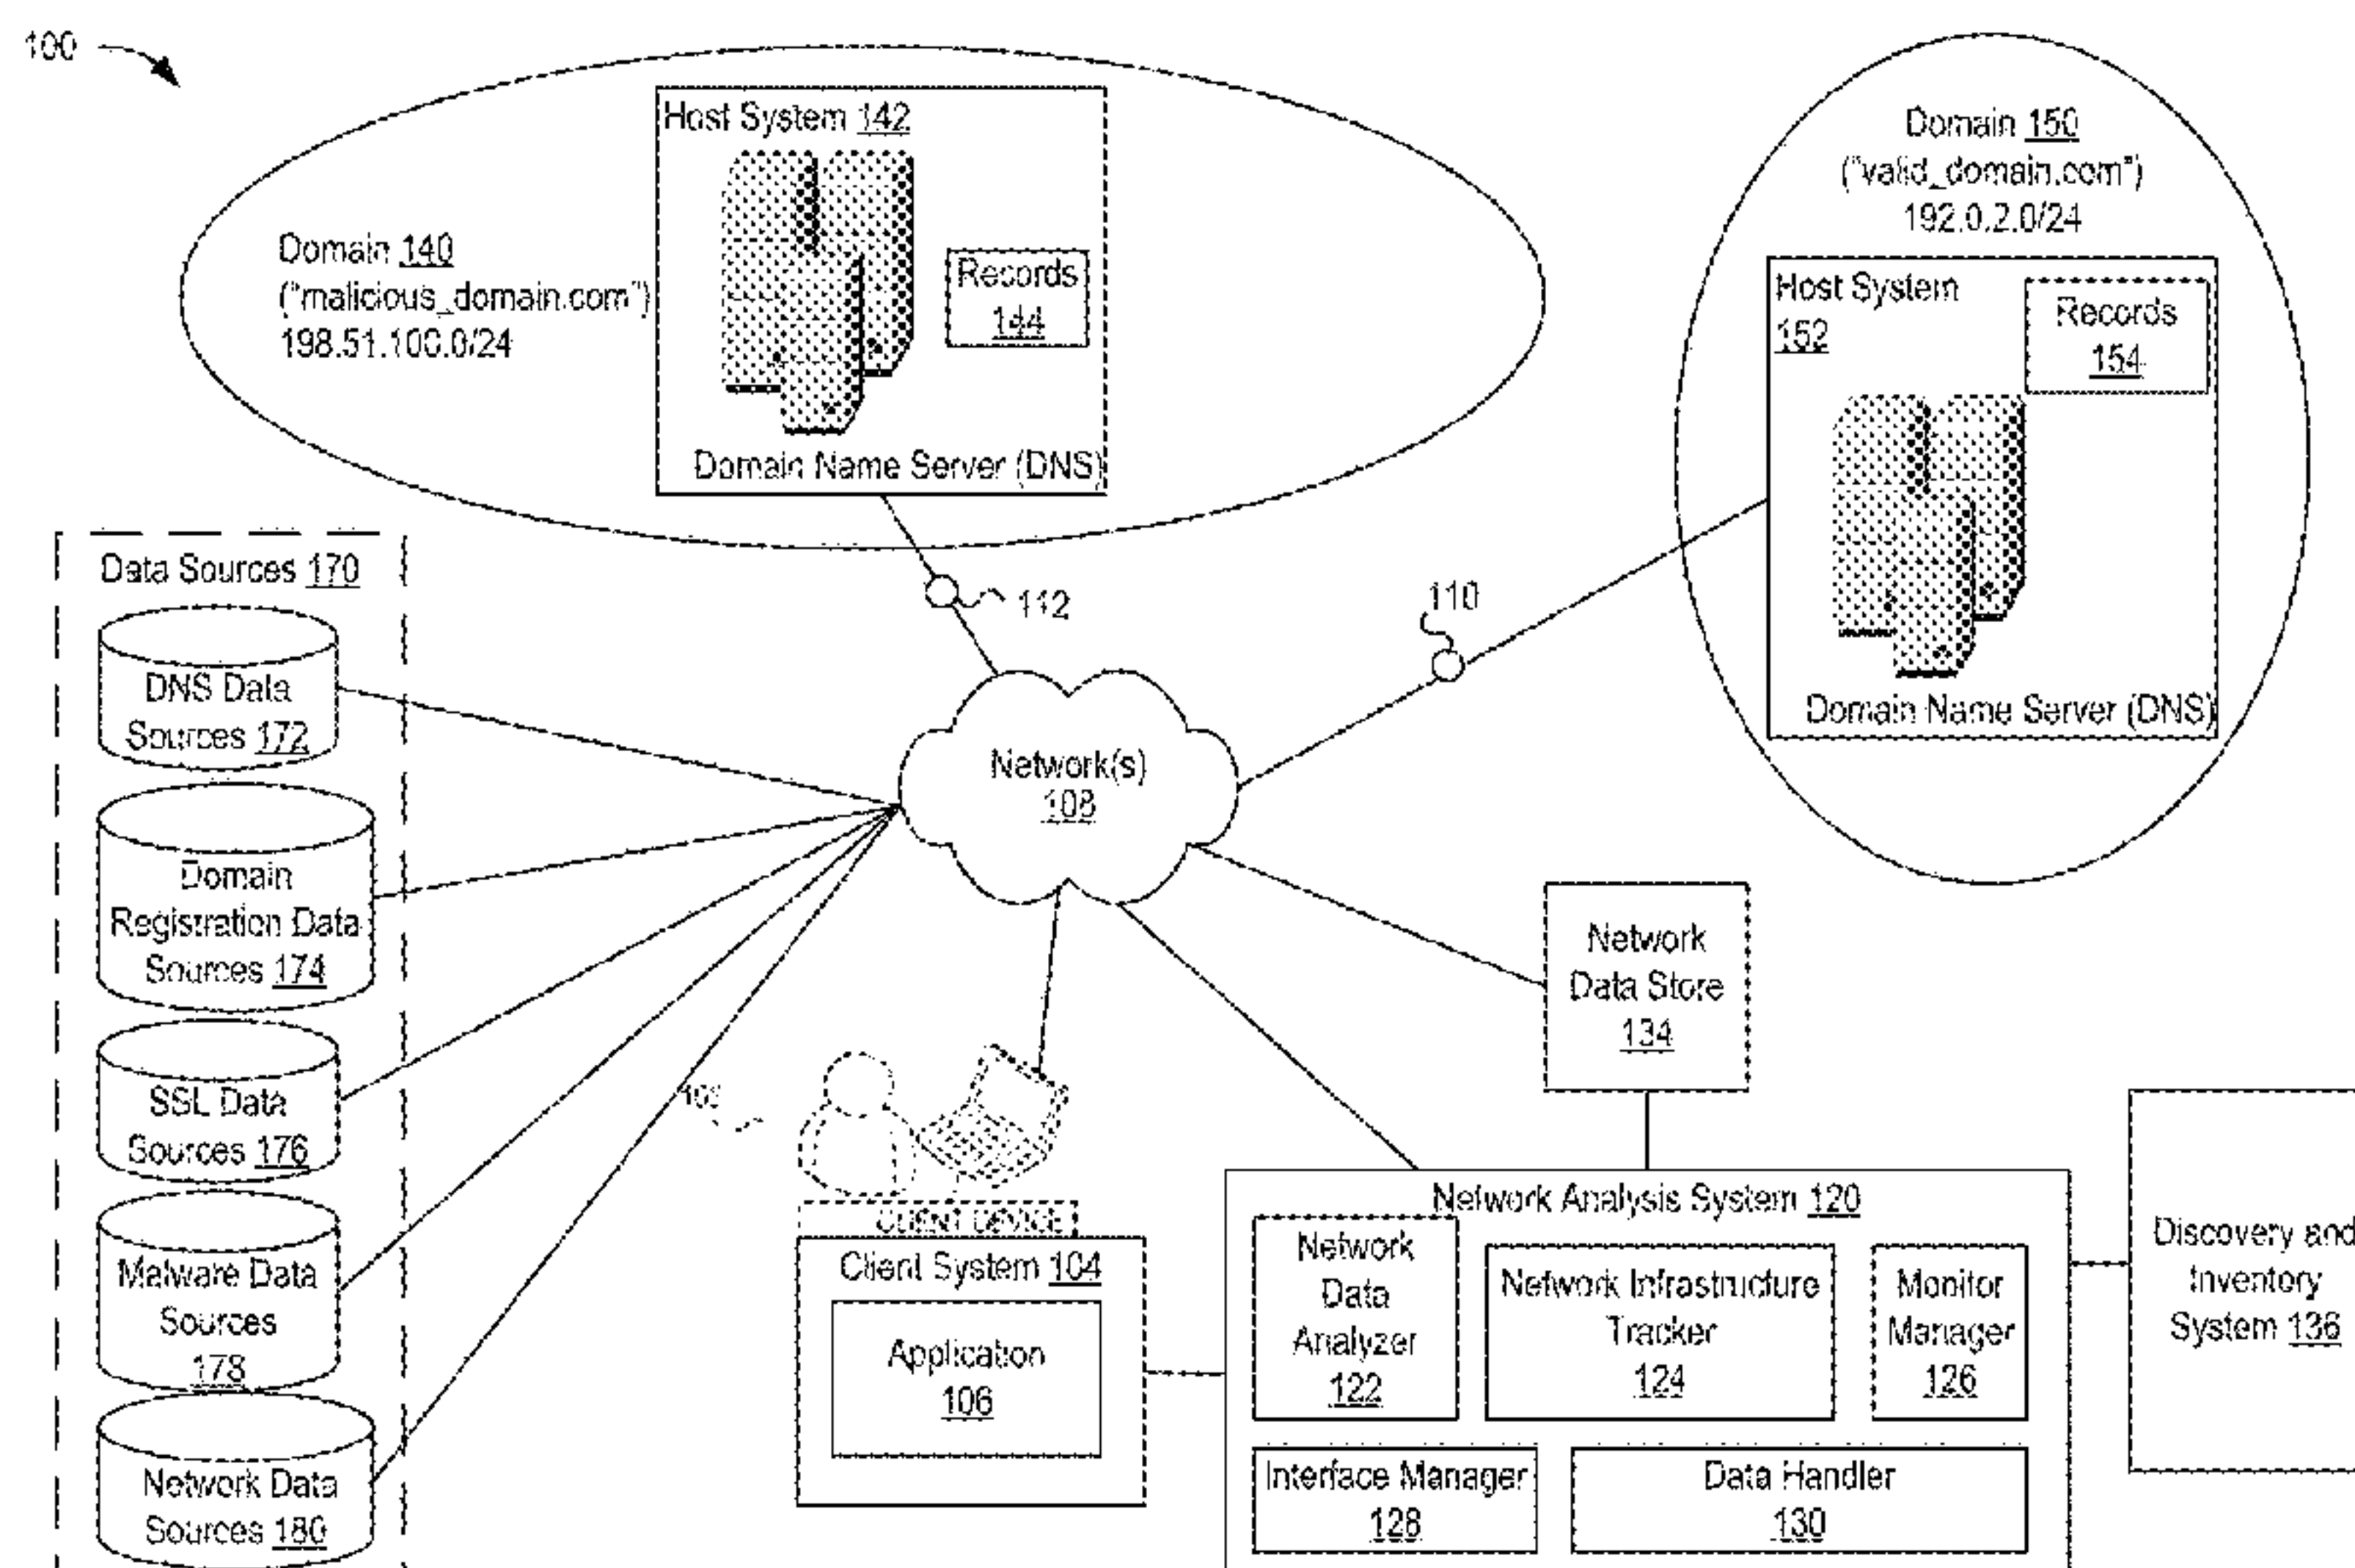 100
Host System 142
Domain 140
("malicious_domain.com")
198.51.100.0/24
Records
144
Domain Name Server (DNS)
Domain 150
("valid_domain.com")
192.0.2.0/24
Host System
152
Records
154
Domain Name Server (DNS)
112
110
Data Sources 170
DNS Data
Sources 172
Domain
Registration Data
Sources 174
SSL Data
Sources 176
Malware Data
Sources
178
Network Data
Sources 180
Network(s)
108
Network
Data Store
134
CLIENT DEVICE
Client System 104
Application
106
Network Analysis System 120
Network
Data
Analyzer
122
Network Infrastructure
Tracker
124
Monitor
Manager
126
Interface Manager
128
Data Handler
130
Discovery and
Inventory
System 136